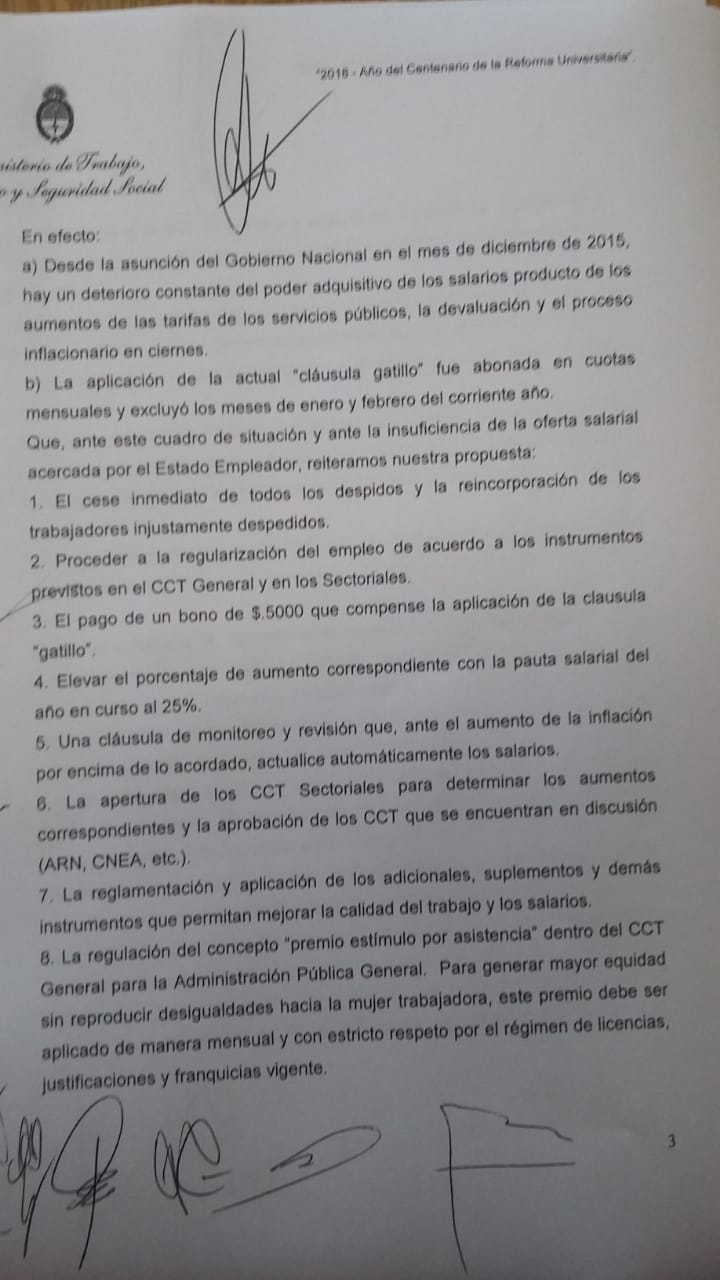 "2018 - Año del Centenario de la Reforma Universitaria".
isterio de Trabajo,
o y Seguridad Social
En efecto:
a) Desde la asunción del Gobierno Nacional en el mes de diciembre de 2015,
hay un deterioro constante del poder adquisitivo de los salarios producto de los
aumentos de las tarifas de los servicios públicos, la devaluación y el proceso
inflacionario en ciernes.
b) La aplicación de la actual "cláusula gatillo" fue abonada en cuotas
mensuales y excluyó los meses de enero y febrero del corriente año.
Que, ante este cuadro de situación y ante la insuficiencia de la oferta salarial
acercada por el Estado Empleador, reiteramos nuestra propuesta:
1. El cese inmediato de todos los despidos y la reincorporación de los
trabajadores injustamente despedidos.
2. Proceder a la regularización del empleo de acuerdo a los instrumentos
previstos en el CCT General y en los Sectoriales.
3. El pago de un bono de $.5000 que compense la aplicación de la clausula
"gatillo".
4. Elevar el porcentaje de aumento correspondiente con la pauta salarial del
año en curso al 25%.
5. Una cláusula de monitoreo y revisión que, ante el aumento de la inflación
por encima de lo acordado, actualice automáticamente los salarios.
6. La apertura de los CCT Sectoriales para determinar los aumentos
correspondientes y la aprobación de los CCT que se encuentran en discusión
(ARN, CNEA, etc.).
7. La reglamentación y aplicación de los adicionales, suplementos y demás
instrumentos que permitan mejorar la calidad del trabajo y los salarios.
8. La regulación del concepto "premio estímulo por asistencia" dentro del CCT
General para la Administración Pública General. Para generar mayor equidad
sin reproducir desigualdades hacia la mujer trabajadora, este premio debe ser
aplicado de manera mensual y con estricto respeto por el régimen de licencias,
justificaciones y franquicias vigente.
3